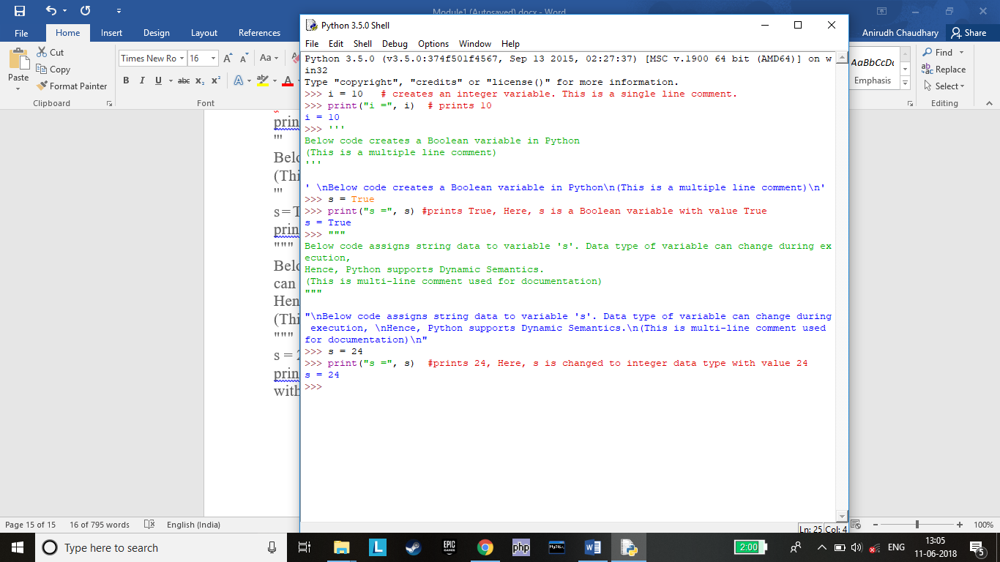 Module1 (Autosaved).docx - Word
File Home Insert Design Layout References
Anirudh Chaudhary Share
Paste
Cut
Copy
Format Painter
Clipboard
Times New Ro 16
B I U abc x₂ x²
Font
AaBbCcD
Emphasis
Find
Replace
Select
Editing
prin
'''
Belo
(Thi
'''
s=T
prin
"""
Belo
can
Hen
(Thi
"""
s = 2
prin
with
Python 3.5.0 Shell
File Edit Shell Debug Options Window Help
Python 3.5.0 (v3.5.0:374f501f4567, Sep 13 2015, 02:27:37) [MSC v.1900 64 bit (AMD64)] on w
in32
Type "copyright", "credits" or "license()" for more information.
>>> i = 10   # creates an integer variable. This is a single line comment.
>>> print("i =", i)  # prints 10
i = 10
>>> '''
Below code creates a Boolean variable in Python
(This is a multiple line comment)
'''
' \nBelow code creates a Boolean variable in Python\n(This is a multiple line comment)\n'
>>> s = True
>>> print("s =", s) #prints True, Here, s is a Boolean variable with value True
s = True
>>> """
Below code assigns string data to variable 's'. Data type of variable can change during ex
ecution,
Hence, Python supports Dynamic Semantics.
(This is multi-line comment used for documentation)
"""
"\nBelow code assigns string data to variable 's'. Data type of variable can change during
 execution, \nHence, Python supports Dynamic Semantics.\n(This is multi-line comment used
for documentation)\n"
>>> s = 24
>>> print("s =", s)  #prints 24, Here, s is changed to integer data type with value 24
s = 24
>>>
Ln: 25 Col: 4
Page 15 of 15 16 of 795 words English (India) 100%
Type here to search
L
EPIC GAMES
php
MySQL
2:00
ENG
13:05
11-06-2018
5